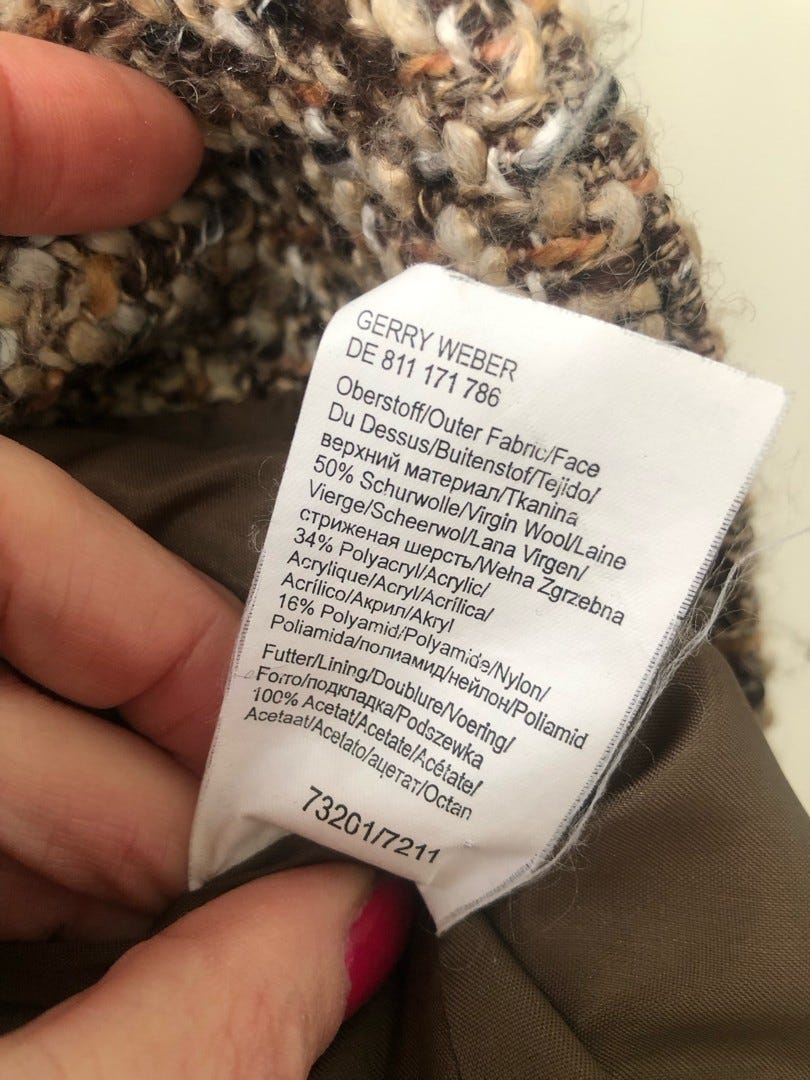 GERRY WEBER
DE 811 171 786
Oberstoff/Outer Fabric/Face
Du Dessus/Buitenstof/Tejido/
верхний материал/Tkanina
50% Schurwolle/Virgin Wool/Laine
Vierge/Scheerwol/Lana Virgen/
стриженая шерсть/Wełna Zgrzebna
34% Polyacryl/Acrylic/
Acrylique/Acryl/Acrílica/
Acrílico/Акрил/Akryl
16% Polyamid/Polyamide/Nylon/
Poliamida/полиамид/нейлон/Poliamid
Futter/Lining/Doublure/Voering/
Forro/подкладка/Podszewka
100% Acetat/Acetate/Acétate/
Acetaat/Acetato/ацетат/Octan
73201/7211